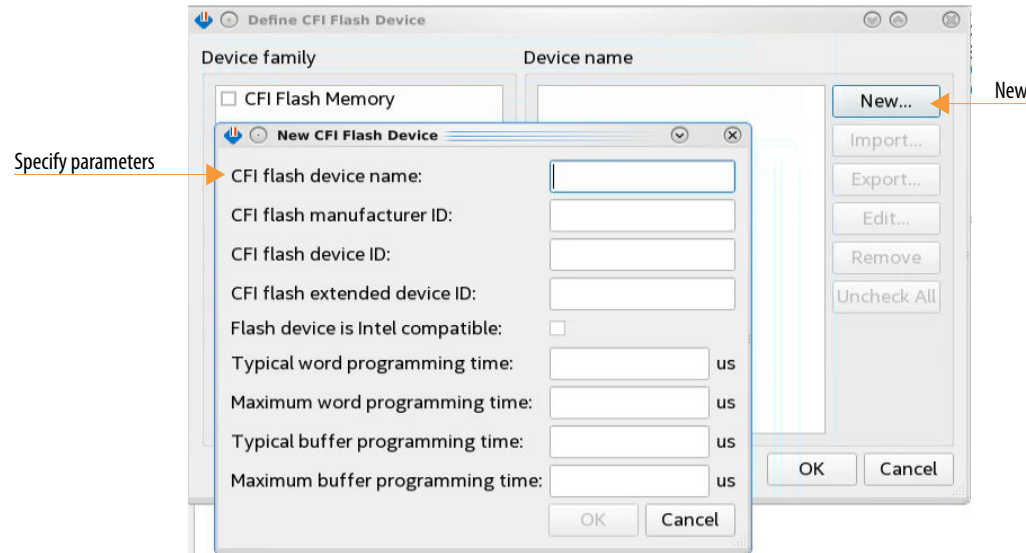 Define CFI Flash Device
Device family
Device name
CFI Flash Memory
New...
New
Import...
Export...
Edit...
Remove
Uncheck All
New CFI Flash Device
Specify parameters
CFI flash device name:
CFI flash manufacturer ID:
CFI flash device ID:
CFI flash extended device ID:
Flash device is Intel compatible:
Typical word programming time: us
Maximum word programming time: us
Typical buffer programming time: us
Maximum buffer programming time: us
OK Cancel
OK Cancel